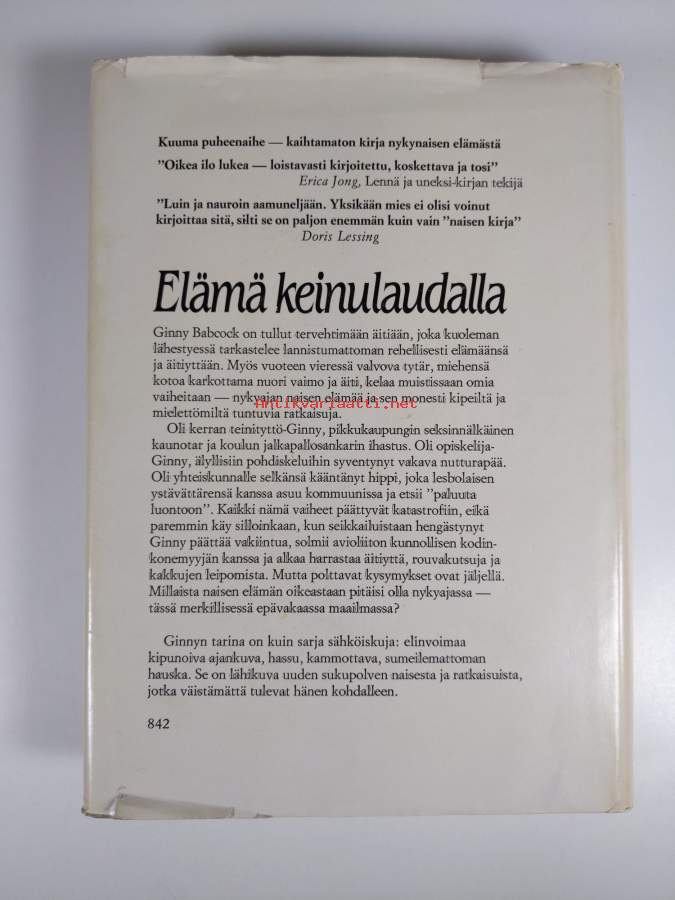 Kuuma puheenaihe — kaihtamaton kirja nykynaisen elämästä
”Oikea ilo lukea — loistavasti kirjoitettu, koskettava ja tosi”
Erica Jong, Lennä ja uneksi-kirjan tekijä
”Luin ja nauroin aamuneljään. Yksikään mies ei olisi voinut
kirjoittaa sitä, silti se on paljon enemmän kuin vain ”naisen kirja”
Doris Lessing
Elämä keinulaudalla
Ginny Babcock on tullut tervehtimään äitiään, joka kuoleman
lähestyessä tarkastelee lannistumattoman rehellisesti elämäänsä
ja äitiyttään. Myös vuoteen vieressä valvova tytär, miehensä
kotoa karkottama nuori vaimo ja äiti, kelaa muistissaan omia
vaiheitaan — nykyajan naisen elämää ja sen monesti kipeiltä ja
antikvariaatti.net
mielettömiltä tuntuvia ratkaisuja.
Oli kerran teinityttö-Ginny, pikkukaupungin seksinnälkäinen
kaunotar ja koulun jalkapallosankarin ihastus. Oli opiskelija-
Ginny, älyllisiin pohdiskeluihin syventynyt vakava nutturapää.
Oli yhteiskunnalle selkänsä kääntänyt hippi, joka lesbolaisen
ystävättärensä kanssa asuu kommuunissa ja etsii ”paluuta
luontoon”. Kaikki nämä vaiheet päättyvät katastrofiin, eikä
paremmin käy silloinkaan, kun seikkailuistaan hengästynyt
Ginny päättää vakiintua, solmii avioliiton kunnollisen kodin-
konemyyjän kanssa ja alkaa harrastaa äitiyttä, rouvakutsuja ja
kakkujen leipomista. Mutta polttavat kysymykset ovat jäljellä.
Millaista naisen elämän oikeastaan pitäisi olla nykyajassa —
tässä merkillisessä epävakaassa maailmassa?
Ginnyn tarina on kuin sarja sähköiskuja: elinvoimaa
kipunoiva ajankuva, hassu, kammottava, sumeilemattoman
hauska. Se on lähikuva uuden sukupolven naisesta ja ratkaisuista,
jotka väistämättä tulevat hänen kohdalleen.
842